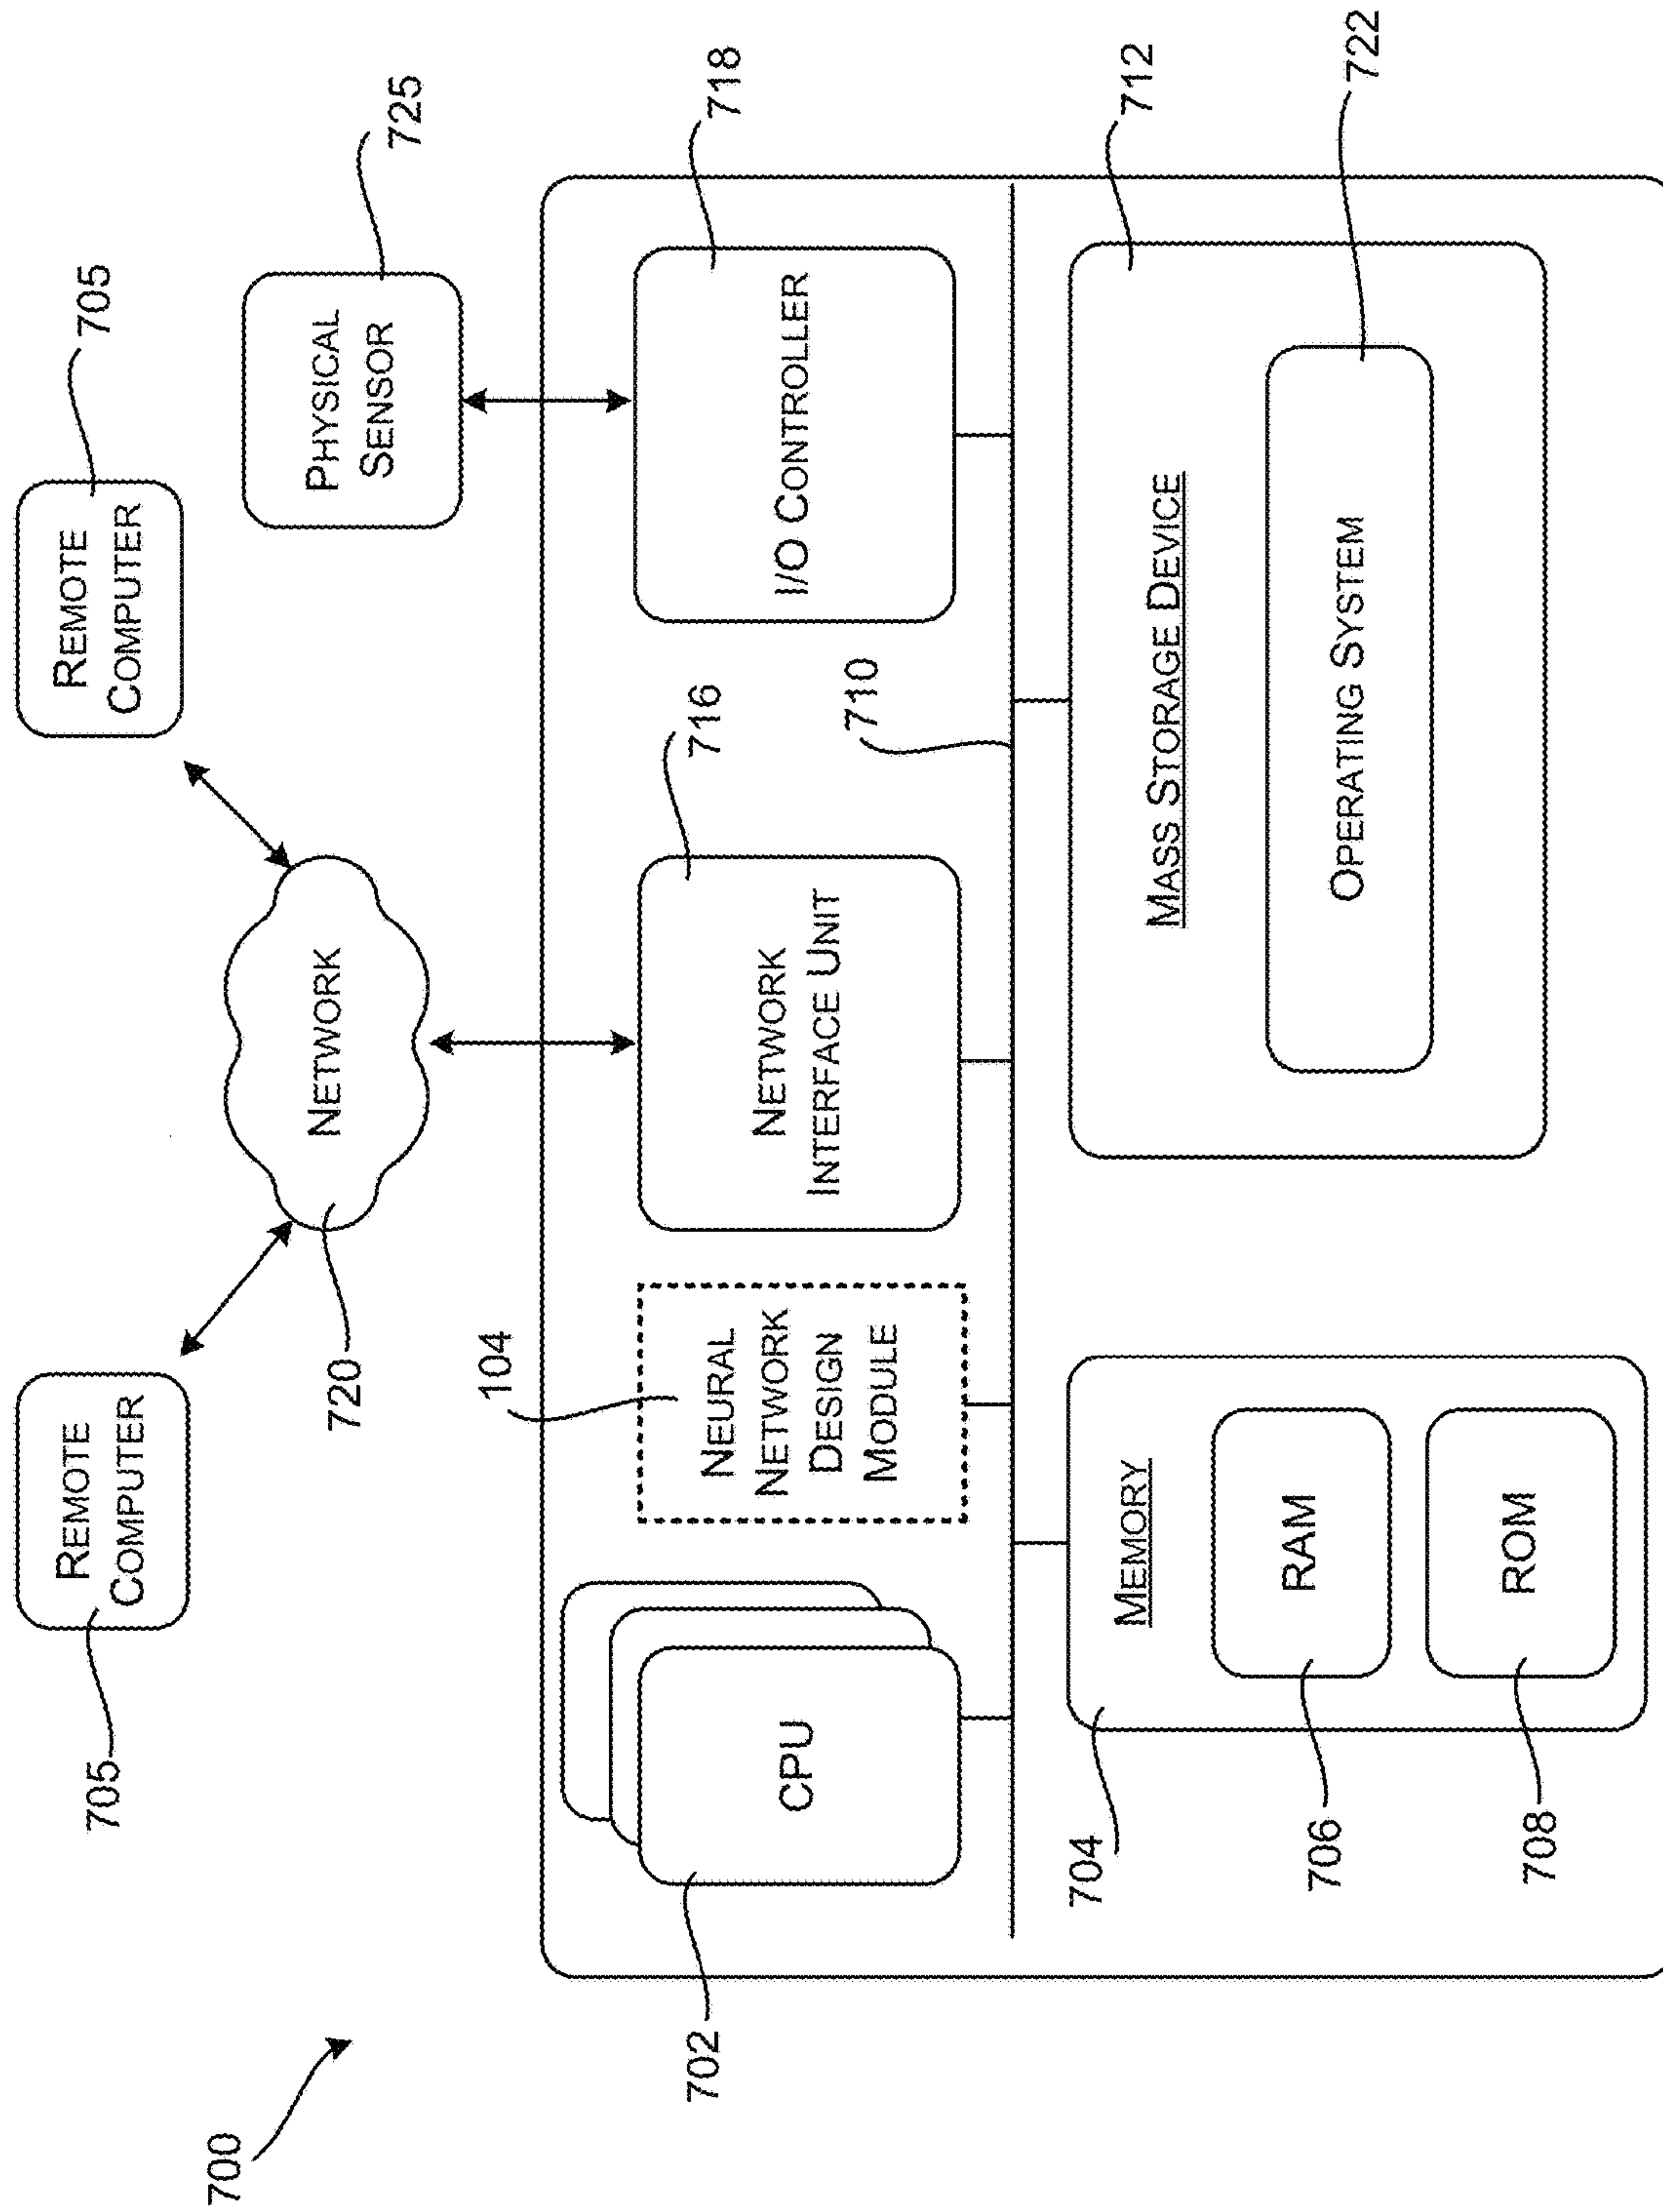 700
705
REMOTE
COMPUTER
REMOTE
COMPUTER
705
720
NETWORK
PHYSICAL
SENSOR
725
104
702
CPU
NEURAL
NETWORK
DESIGN
MODULE
NETWORK
INTERFACE UNIT
716
I/O CONTROLLER
718
710
704
MEMORY
706
RAM
708
ROM
MASS STORAGE DEVICE
712
OPERATING SYSTEM
722